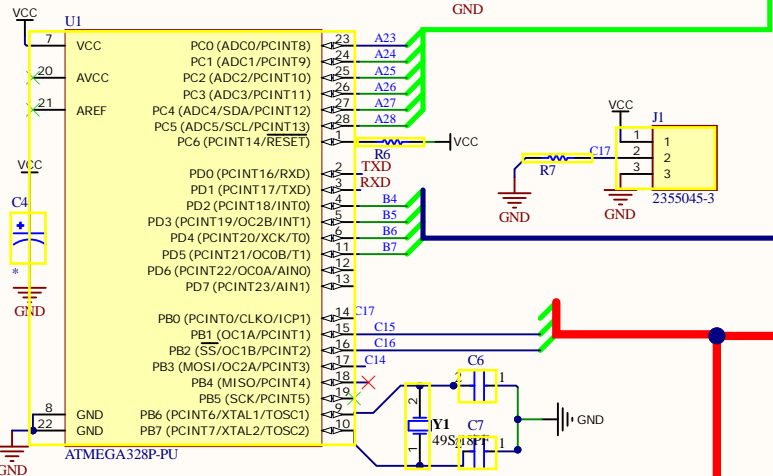 GND
VCC
U1
7 VCC
20 AVCC
21 AREF
PC0 (ADC0/PCINT8) 23 A23
PC1 (ADC1/PCINT9) 24 A24
PC2 (ADC2/PCINT10) 25 A25
PC3 (ADC3/PCINT11) 26 A26
PC4 (ADC4/SDA/PCINT12) 27 A27
PC5 (ADC5/SCL/PCINT13) 28 A28
PC6 (PCINT14/RESET) 1
R6
VCC
PD0 (PCINT16/RXD) 2 TXD
PD1 (PCINT17/TXD) 3 RXD
PD2 (PCINT18/INT0) 4 B4
PD3 (PCINT19/OC2B/INT1) 5 B5
PD4 (PCINT20/XCK/T0) 6 B6
PD5 (PCINT21/OC0B/T1) 11 B7
PD6 (PCINT22/OC0A/AIN0) 12
PD7 (PCINT23/AIN1) 13
PB0 (PCINT0/CLKO/ICP1) 14 C17
PB1 (OC1A/PCINT1) 15 C15
PB2 (SS/OC1B/PCINT2) 16 C16
PB3 (MOSI/OC2A/PCINT3) 17 C14
PB4 (MISO/PCINT4) 18
PB5 (SCK/PCINT5) 19
PB6 (PCINT6/XTAL1/TOSC1) 9
PB7 (PCINT7/XTAL2/TOSC2) 10
8 GND
22 GND
ATMEGA328P-PU
GND
VCC
C4
*
GND
VCC
J1
1 1
2 2
3 3
2355045-3
C17
R7
GND
GND
C6
2 1
C7
1
2
Y1
1
GND